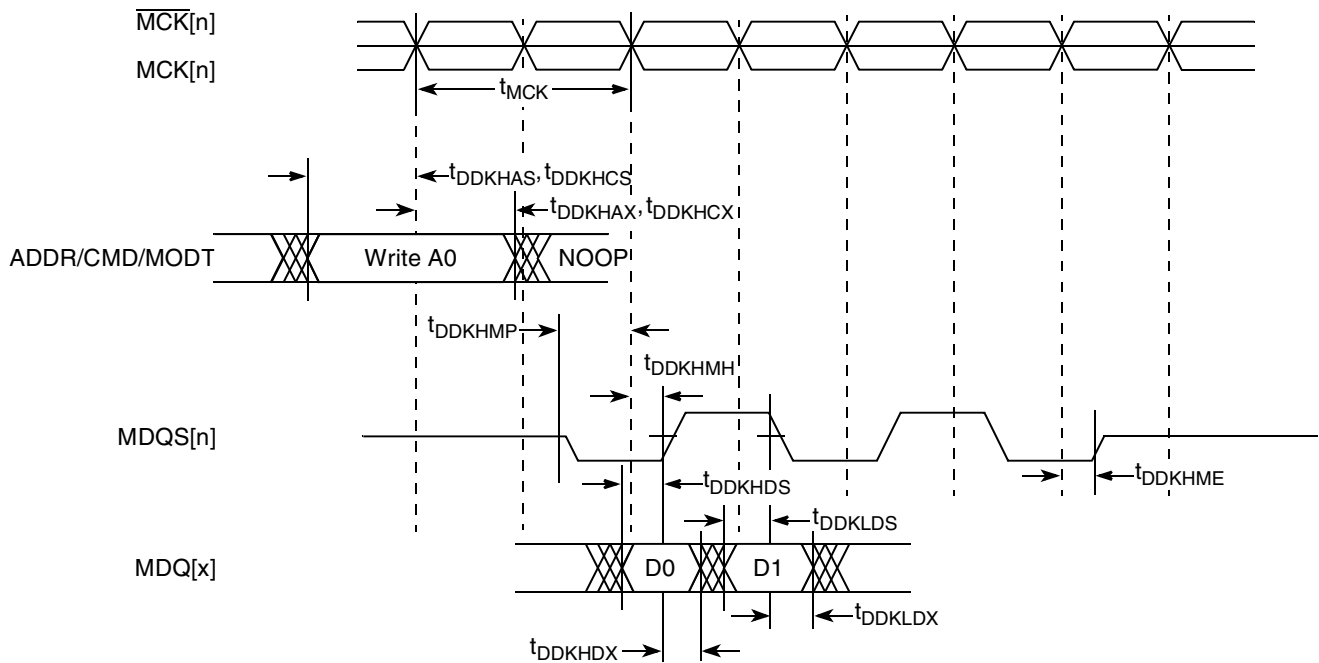 MCK[n]
MCK[n]
tMCK
tDDKHAS, tDDKHCS
tDDKHAX, tDDKHCX
ADDR/CMD/MODT Write A0 NOOP
tDDKHMP
tDDKHMH
MDQS[n]
tDDKHME
tDDKHDS
tDDKLDS
MDQ[x] D0 D1
tDDKLDX
tDDKHDX